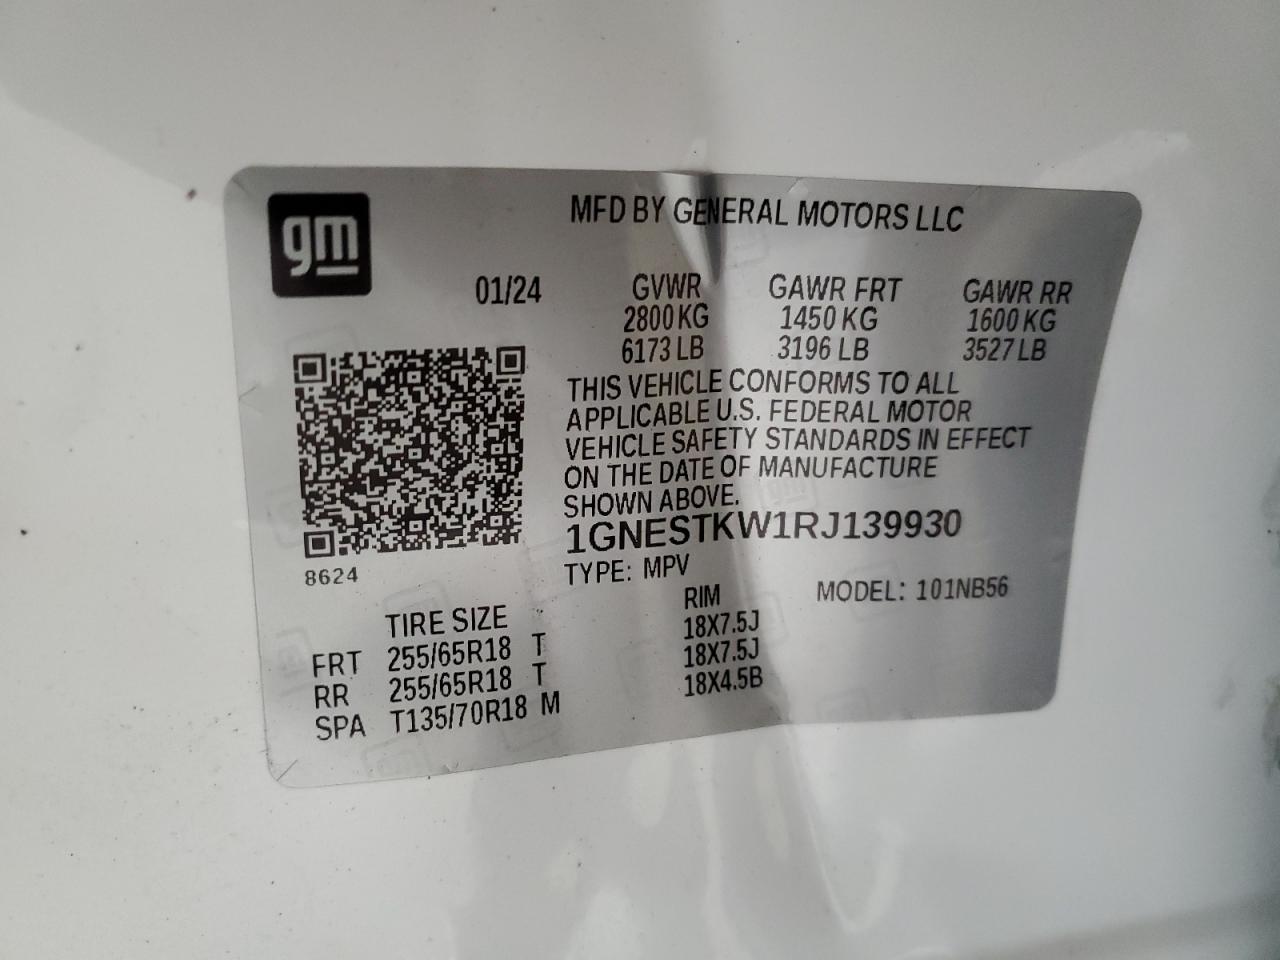 gm
MFD BY GENERAL MOTORS LLC
01/24 GVWR GAWR FRT GAWR RR
2800 KG 1450 KG 1600 KG
6173 LB 3196 LB 3527 LB
THIS VEHICLE CONFORMS TO ALL
APPLICABLE U.S. FEDERAL MOTOR
VEHICLE SAFETY STANDARDS IN EFFECT
ON THE DATE OF MANUFACTURE
SHOWN ABOVE.
1GNESTKW1RJ139930
8624
TYPE: MPV
MODEL: 101NB56
TIRE SIZE RIM
FRT 255/65R18 T 18X7.5J
RR 255/65R18 T 18X7.5J
SPA T135/70R18 M 18X4.5B